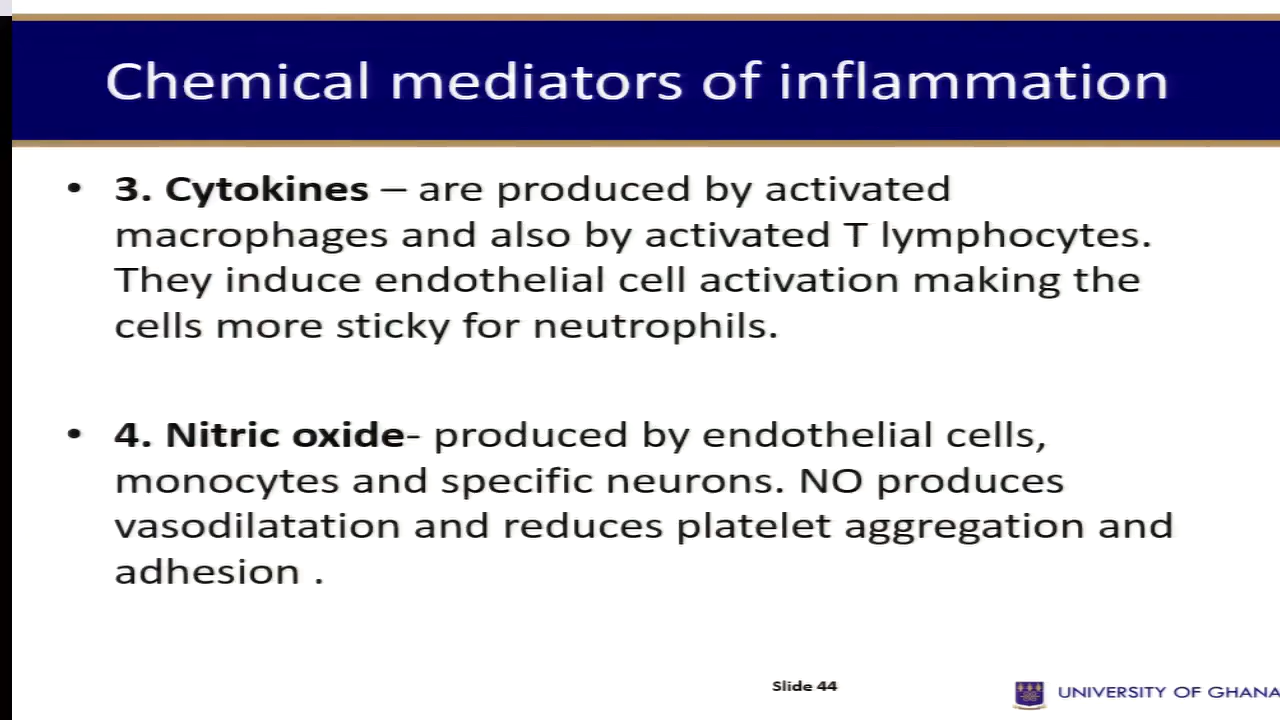 Chemical mediators of inflammation
• 3. Cytokines – are produced by activated
macrophages and also by activated T lymphocytes.
They induce endothelial cell activation making the
cells more sticky for neutrophils.
• 4. Nitric oxide- produced by endothelial cells,
monocytes and specific neurons. NO produces
vasodilatation and reduces platelet aggregation and
adhesion .
Slide 44
UNIVERSITY OF GHANA